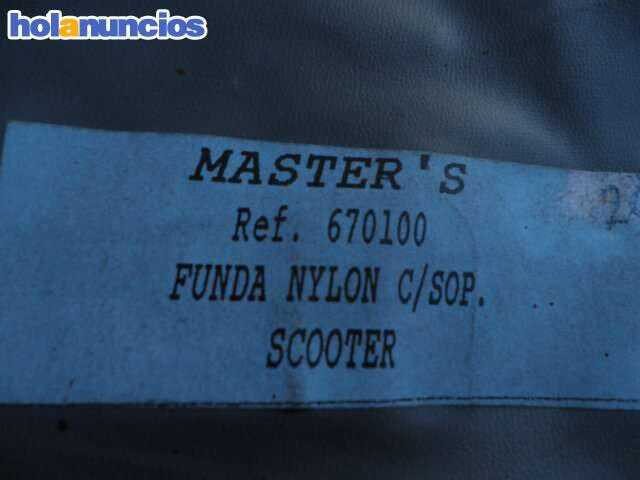 holanuncios
MASTER'S
Ref. 670100
FUNDA NYLON C/SOP.
SCOOTER